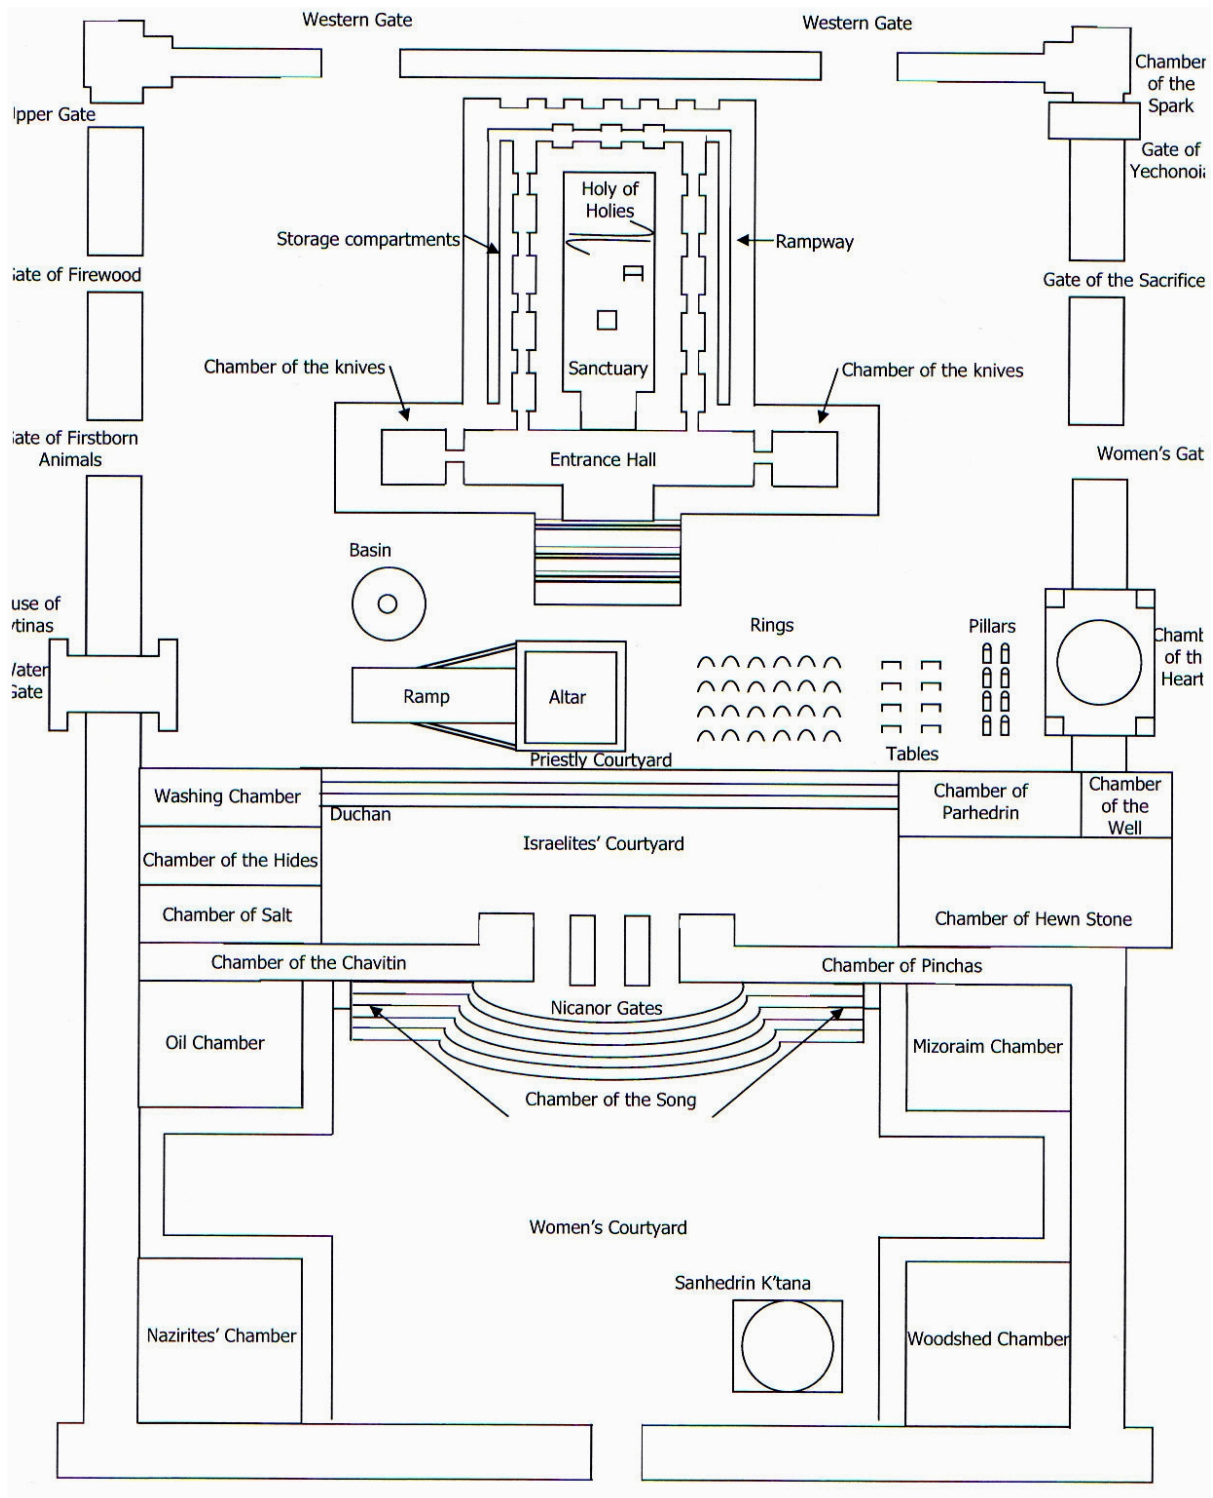 Western Gate
Western Gate
Chamber
of the
Spark
Upper Gate
Gate of
Yechonoi
Holy of
Holies
Storage compartments
Rampway
Gate of Firewood
Gate of the Sacrifice
Chamber of the knives
Sanctuary
Chamber of the knives
Gate of Firstborn
Animals
Women's Gat
Entrance Hall
Basin
use of
ytinas
Rings
Pillars
Water
Gate
Chamb
of th
Heart
Ramp
Altar
Priestly Courtyard
Tables
Washing Chamber
Chamber of
Parhedrin
Chamber
of the
Well
Duchan
Israelites' Courtyard
Chamber of the Hides
Chamber of Salt
Chamber of Hewn Stone
Chamber of the Chavitin
Chamber of Pinchas
Nicanor Gates
Oil Chamber
Mizoraim Chamber
Chamber of the Song
Women's Courtyard
Sanhedrin K'tana
Nazirites' Chamber
Woodshed Chamber